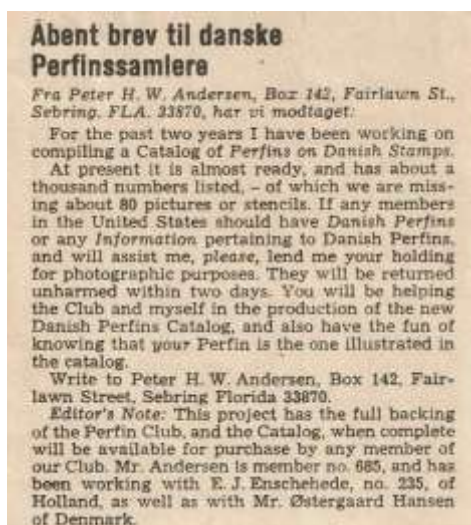 Åbent brev til danske
Perfinssamlere
Fra Peter H. W. Andersen, Box 142, Fairlawn St.,
Sebring, FLA. 33870, har vi modtaget:
For the past two years I have been working on
compiling a Catalog of Perfins on Danish Stamps.
At present it is almost ready, and has about a
thousand numbers listed, – of which we are miss-
ing about 80 pictures or stencils. If any members
in the United States should have Danish Perfins
or any Information pertaining to Danish Perfins,
and will assist me, please, lend me your holding
for photographic purposes. They will be returned
unharmed within two days. You will be helping
the Club and myself in the production of the new
Danish Perfins Catalog, and also have the fun of
knowing that your Perfin is the one illustrated in
the catalog.
Write to Peter H. W. Andersen, Box 142, Fair-
lawn Street, Sebring Florida 33870.
Editor's Note: This project has the full backing
of the Perfin Club, and the Catalog, when complete
will be available for purchase by any member of
our Club. Mr. Andersen is member no. 685, and has
been working with E. J. Enschehede, no. 235, of
Holland, as well as with Mr. Østergaard Hansen
of Denmark.